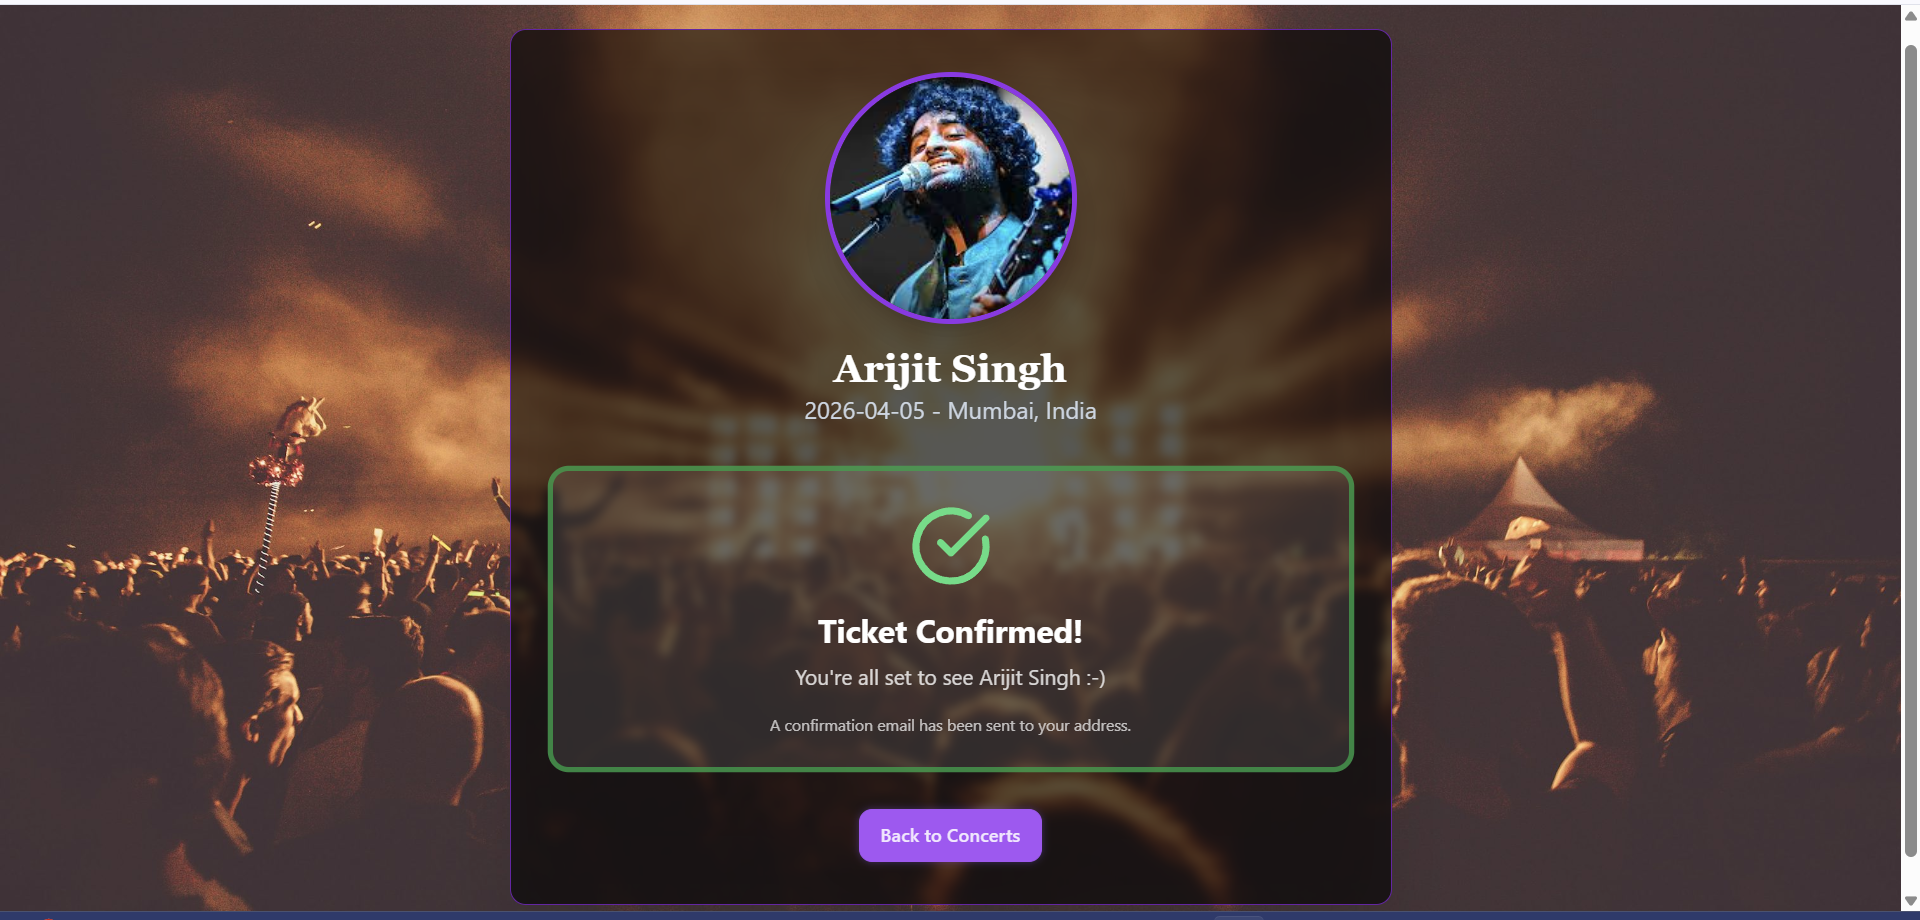 Arijit Singh
2026-04-05 - Mumbai, India
Ticket Confirmed!
You're all set to see Arijit Singh :-)
A confirmation email has been sent to your address.
Back to Concerts